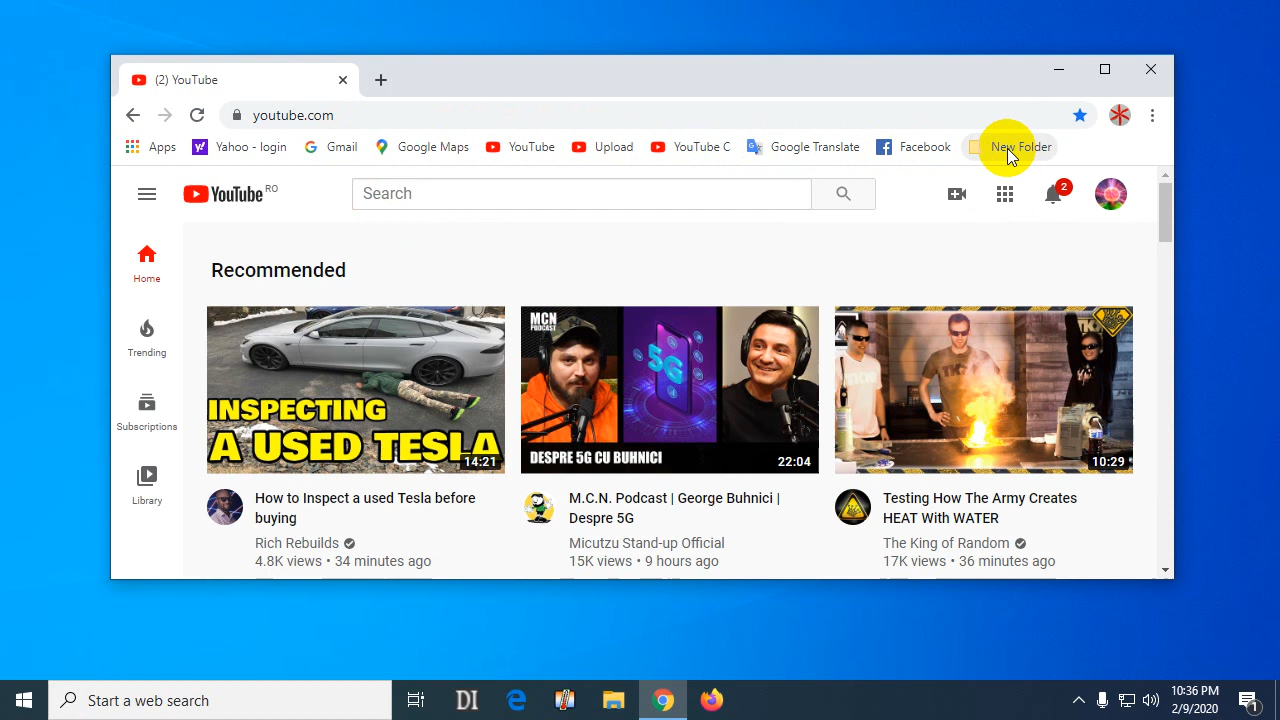 (2) YouTube
youtube.com
Apps
Yahoo - login
Gmail
Google Maps
YouTube
Upload
YouTube C
Google Translate
Facebook
New Folder
YouTube RO
Search
2
Home
Trending
Subscriptions
Library
Recommended
INSPECTING
A USED TESLA
14:21
MCN
PODCAST
5G
DESPRE 5G CU BUHNICI
22:04
10:29
How to Inspect a used Tesla before
buying
Rich Rebuilds
4.8K views • 34 minutes ago
M.C.N. Podcast | George Buhnici |
Despre 5G
Micutzu Stand-up Official
15K views • 9 hours ago
Testing How The Army Creates
HEAT With WATER
The King of Random
17K views • 36 minutes ago
Start a web search
DI
10:36 PM
2/9/2020
1